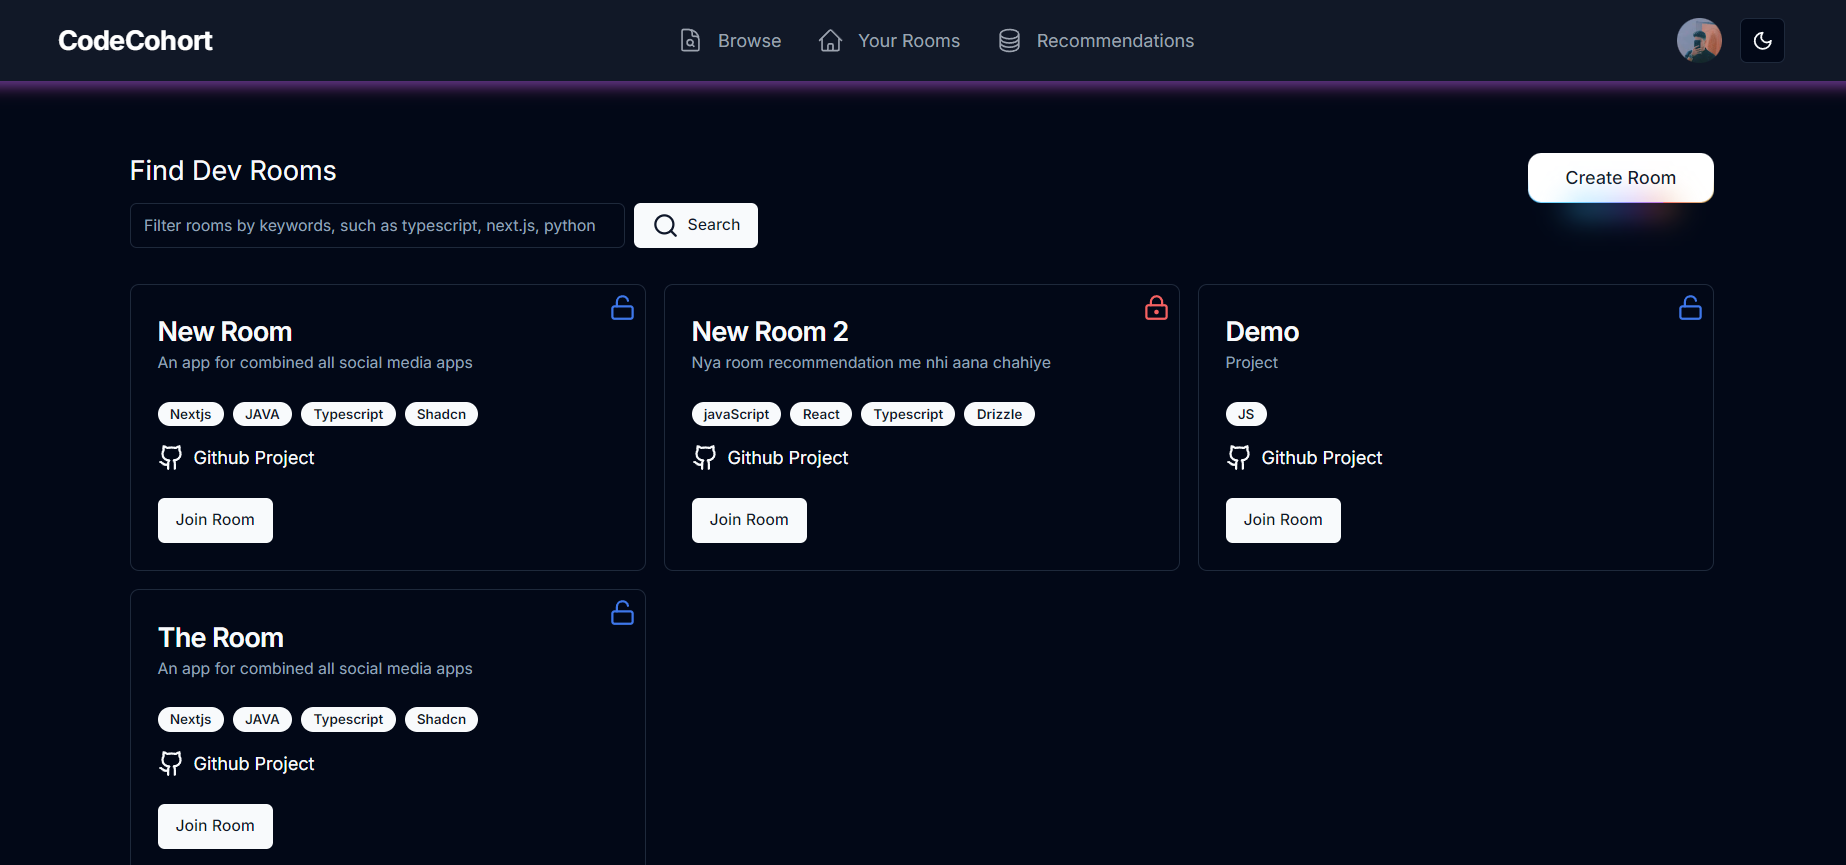 CodeCohort
Browse
Your Rooms
Recommendations
Find Dev Rooms
Create Room
Filter rooms by keywords, such as typescript, next.js, python
Search
New Room
An app for combined all social media apps
Nextjs JAVA Typescript Shadcn
Github Project
Join Room
New Room 2
Nya room recommendation me nhi aana chahiye
javaScript React Typescript Drizzle
Github Project
Join Room
Demo
Project
JS
Github Project
Join Room
The Room
An app for combined all social media apps
Nextjs JAVA Typescript Shadcn
Github Project
Join Room